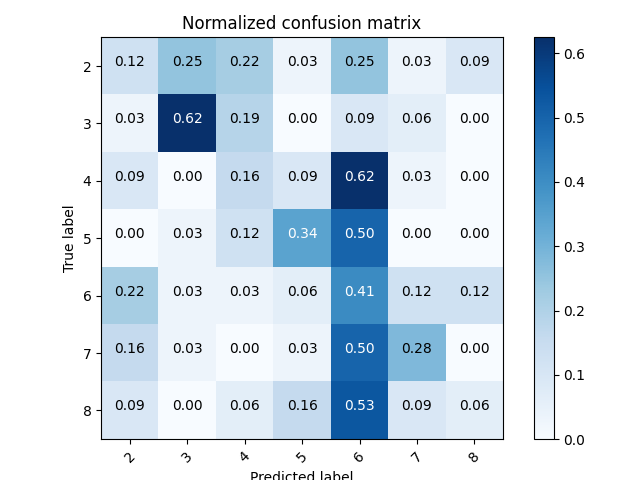 Normalized confusion matrix
2 0.12 0.25 0.22 0.03 0.25 0.03 0.09
3 0.03 0.62 0.19 0.00 0.09 0.06 0.00
4 0.09 0.00 0.16 0.09 0.62 0.03 0.00
5 0.00 0.03 0.12 0.34 0.50 0.00 0.00
6 0.22 0.03 0.03 0.06 0.41 0.12 0.12
7 0.16 0.03 0.00 0.03 0.50 0.28 0.00
8 0.09 0.00 0.06 0.16 0.53 0.09 0.06
True label
2 3 4 5 6 7 8
Predicted label
0.6
0.5
0.4
0.3
0.2
0.1
0.0